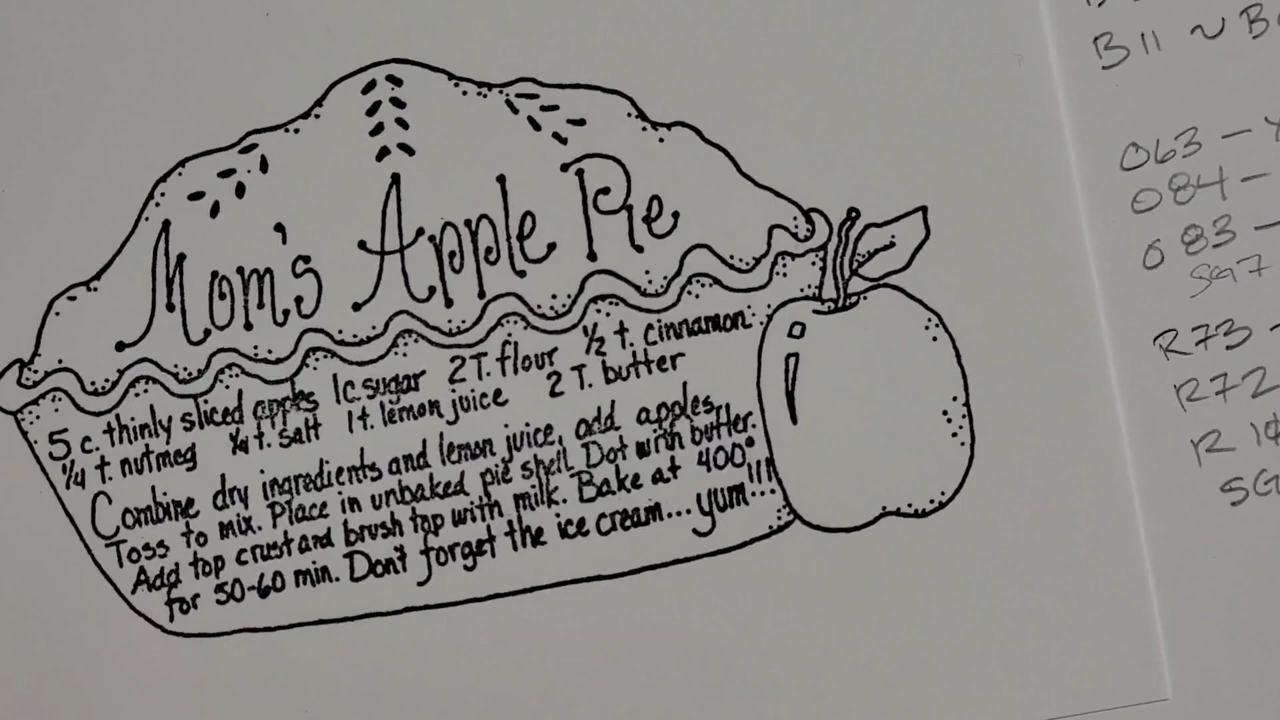 Mom's Apple Pie
5 c. thinly sliced apples 1c. sugar 2 T. flour ½ t. cinnamon
¼ t. nutmeg ¼ t. salt 1 t. lemon juice 2 T. butter
Combine dry ingredients and lemon juice, add apples.
Toss to mix. Place in unbaked pie shell. Dot with butter.
Add top crust and brush top with milk. Bake at 400°
for 50-60 min. Don't forget the ice cream... yum!!!
B11 ~ B
063 –
084 –
083 –
SG7
R73 -
R72
R
SG